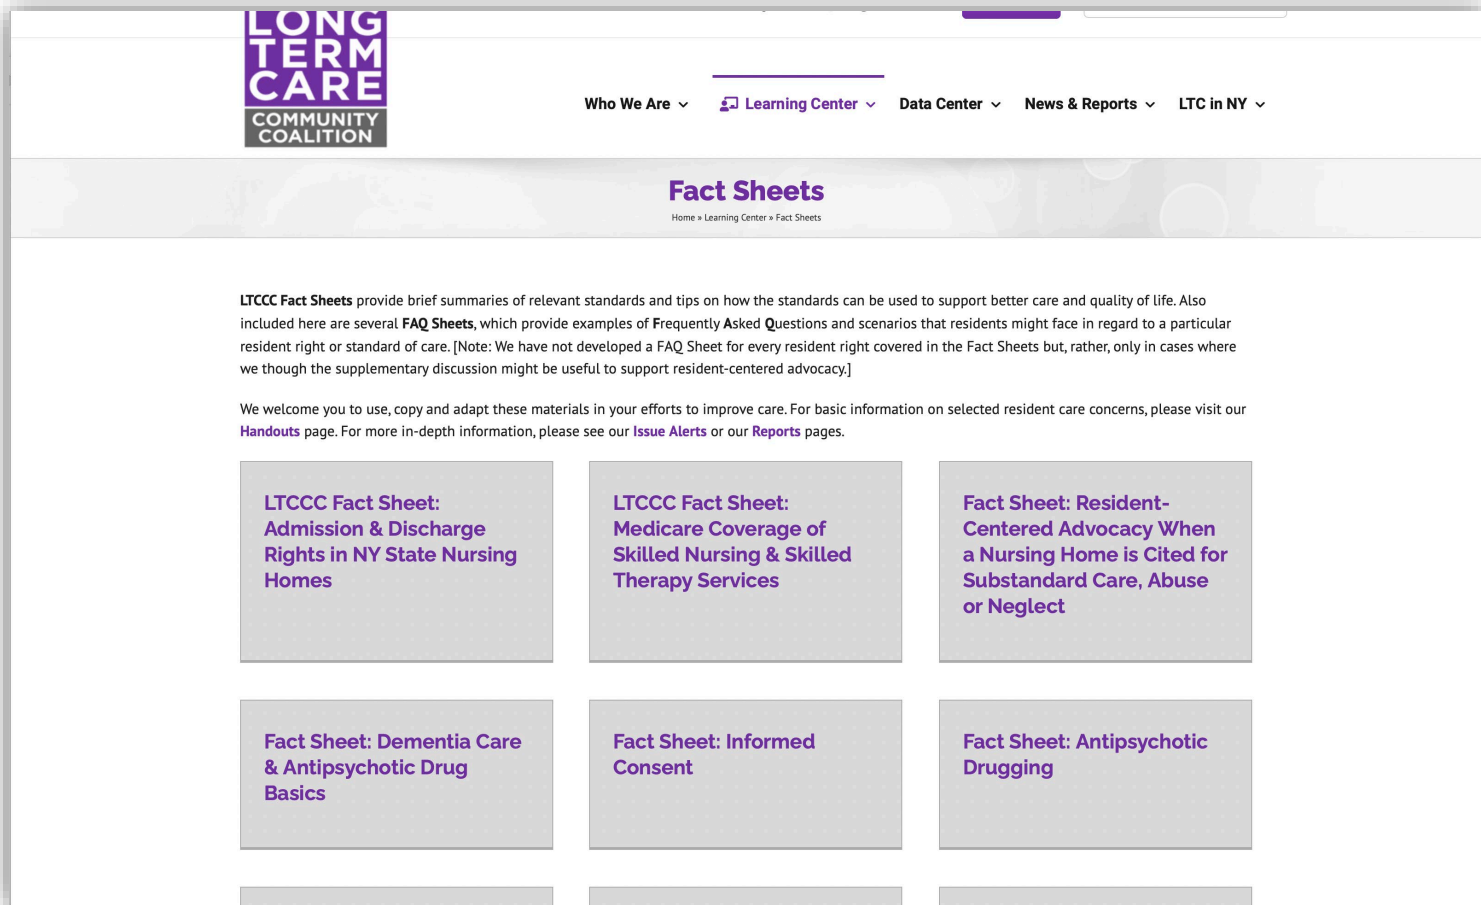 LONG
TERM
CARE
COMMUNITY
COALITION
Who We Are
Learning Center
Data Center
News & Reports
LTC in NY
Fact Sheets
Home » Learning Center » Fact Sheets
LTCCC Fact Sheets provide brief summaries of relevant standards and tips on how the standards can be used to support better care and quality of life. Also
included here are several FAQ Sheets, which provide examples of Frequently Asked Questions and scenarios that residents might face in regard to a particular
resident right or standard of care. [Note: We have not developed a FAQ Sheet for every resident right covered in the Fact Sheets but, rather, only in cases where
we though the supplementary discussion might be useful to support resident-centered advocacy.]
We welcome you to use, copy and adapt these materials in your efforts to improve care. For basic information on selected resident care concerns, please visit our
Handouts page. For more in-depth information, please see our Issue Alerts or our Reports pages.
LTCCC Fact Sheet:
Admission & Discharge
Rights in NY State Nursing
Homes
LTCCC Fact Sheet:
Medicare Coverage of
Skilled Nursing & Skilled
Therapy Services
Fact Sheet: Resident-
Centered Advocacy When
a Nursing Home is Cited for
Substandard Care, Abuse
or Neglect
Fact Sheet: Dementia Care
& Antipsychotic Drug
Basics
Fact Sheet: Informed
Consent
Fact Sheet: Antipsychotic
Drugging